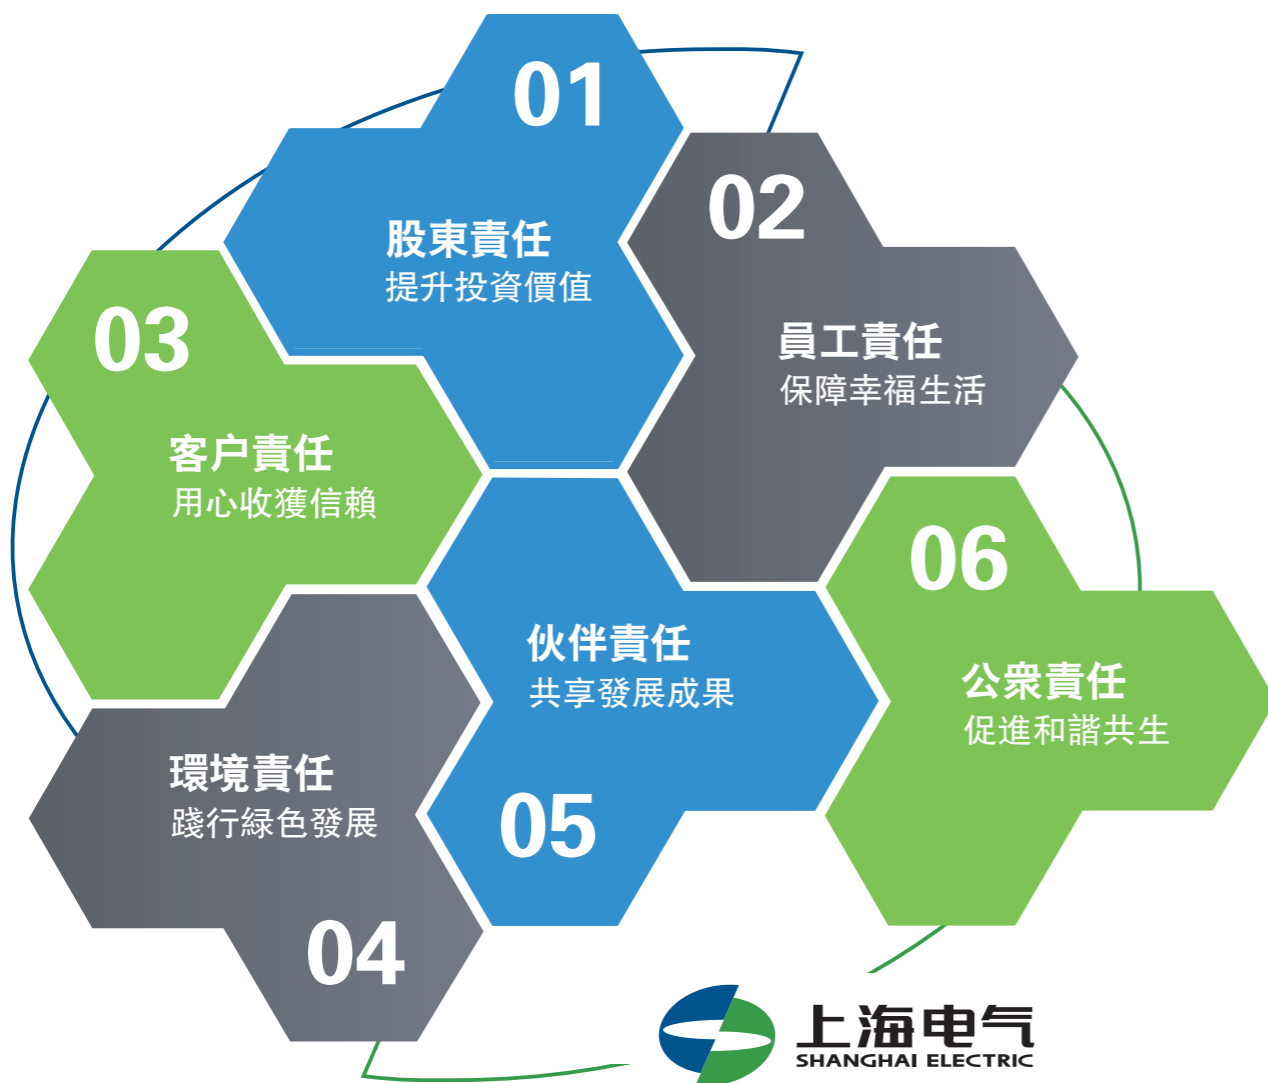 01
股東責任
提升投資價值
02
員工責任
保障幸福生活
03
客户責任
用心收獲信賴
環境責任
踐行綠色發展
04
伙伴責任
共享發展成果
05
06
公衆責任
促進和諧共生
上海电气
SHANGHAI ELECTRIC